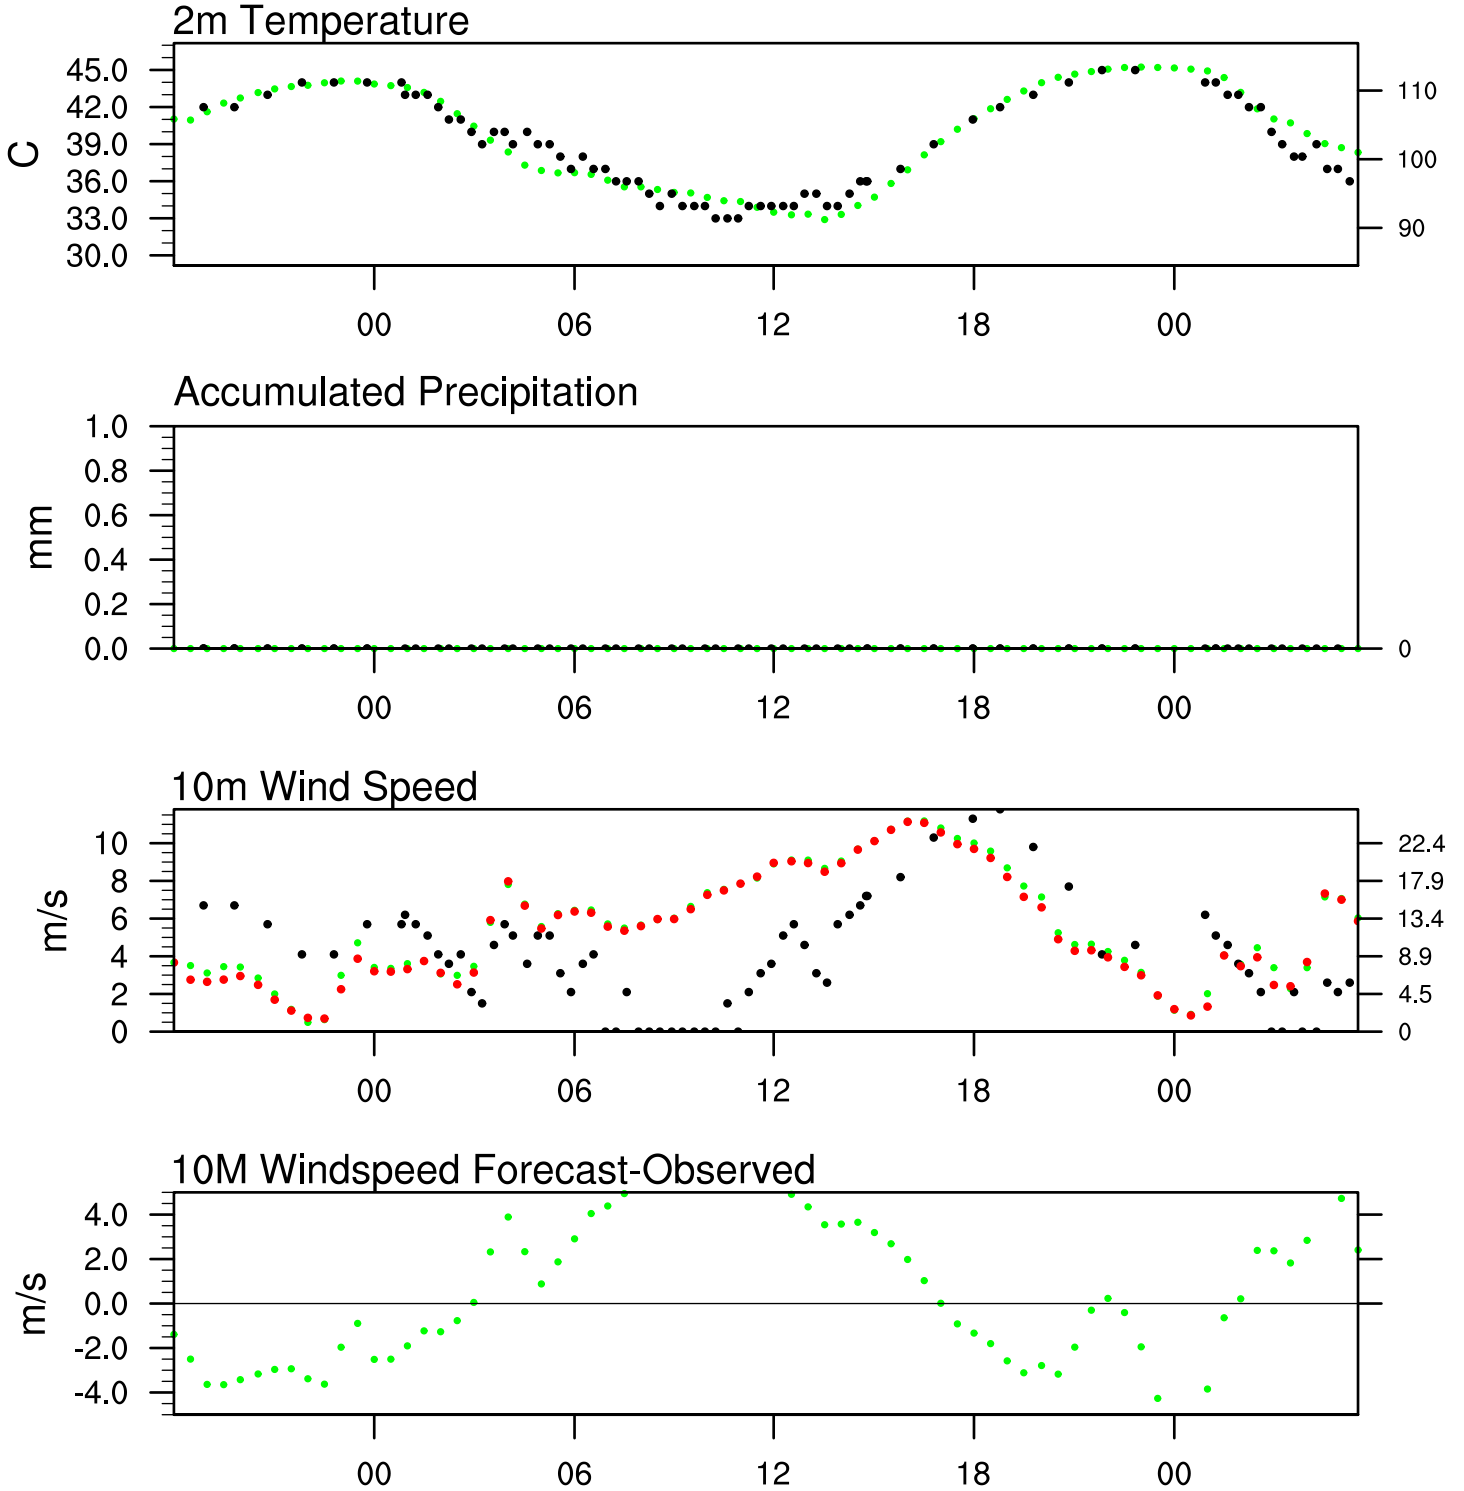 2m Temperature
45.0
42.0
39.0
36.0
33.0
30.0
C
110
100
90
00 06 12 18 00
Accumulated Precipitation
1.0
0.8
0.6
0.4
0.2
0.0
mm
0
00 06 12 18 00
10m Wind Speed
10
8
6
4
2
0
m/s
22.4
17.9
13.4
8.9
4.5
0
00 06 12 18 00
10M Windspeed Forecast-Observed
4.0
2.0
0.0
-2.0
-4.0
m/s
00 06 12 18 00